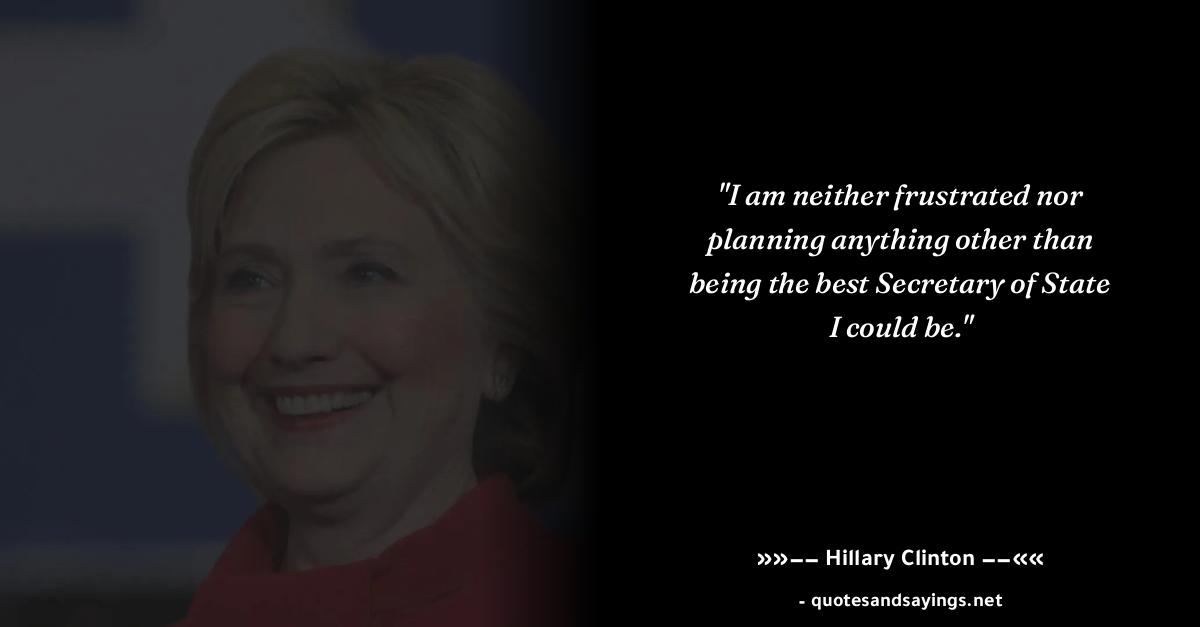 "I am neither frustrated nor
planning anything other than
being the best Secretary of State
I could be."
»»−− Hillary Clinton −−««
- quotesandsayings.net